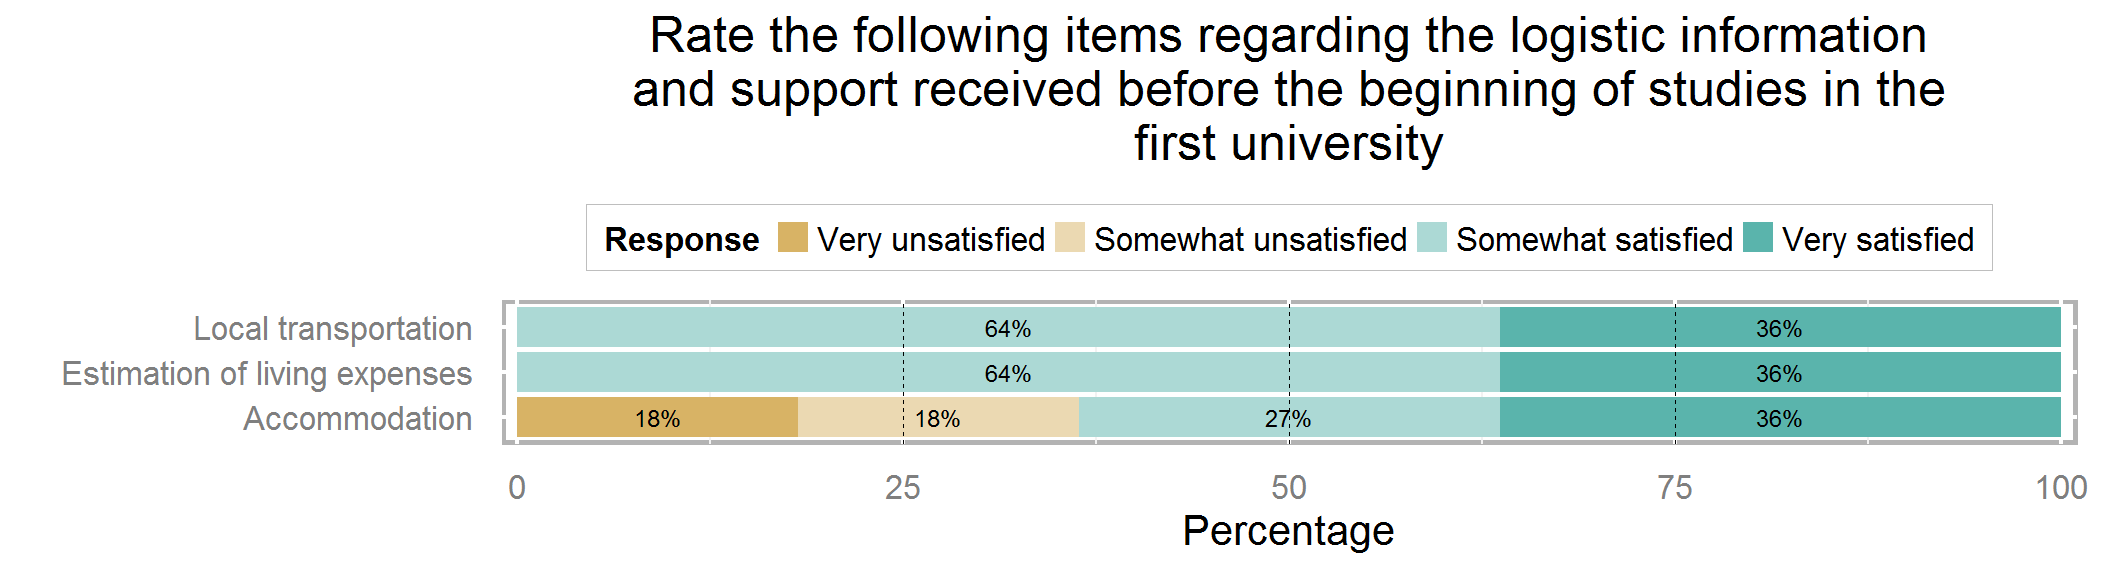 Rate the following items regarding the logistic information
and support received before the beginning of studies in the
first university
Response Very unsatisfied Somewhat unsatisfied Somewhat satisfied Very satisfied
Local transportation 64% 36%
Estimation of living expenses 64% 36%
Accommodation 18% 18% 27% 36%
0 25 50 75 100
Percentage